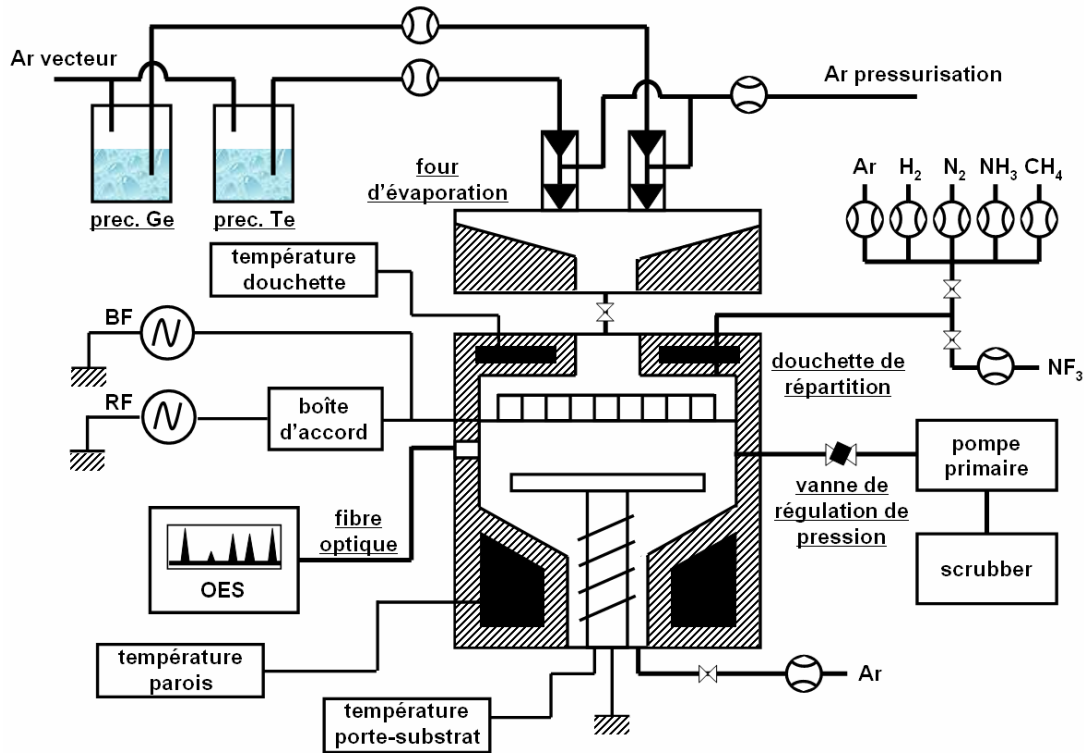 Ar vecteur
Ar pressurisation
prec. Ge
prec. Te
four
d'évaporation
Ar
H2
N2
NH3
CH4
température
douchette
BF
RF
boîte
d'accord
douchette de
répartition
NF3
pompe
primaire
vanne de
régulation de
pression
scrubber
fibre
optique
OES
température
parois
température
porte-substrat
Ar